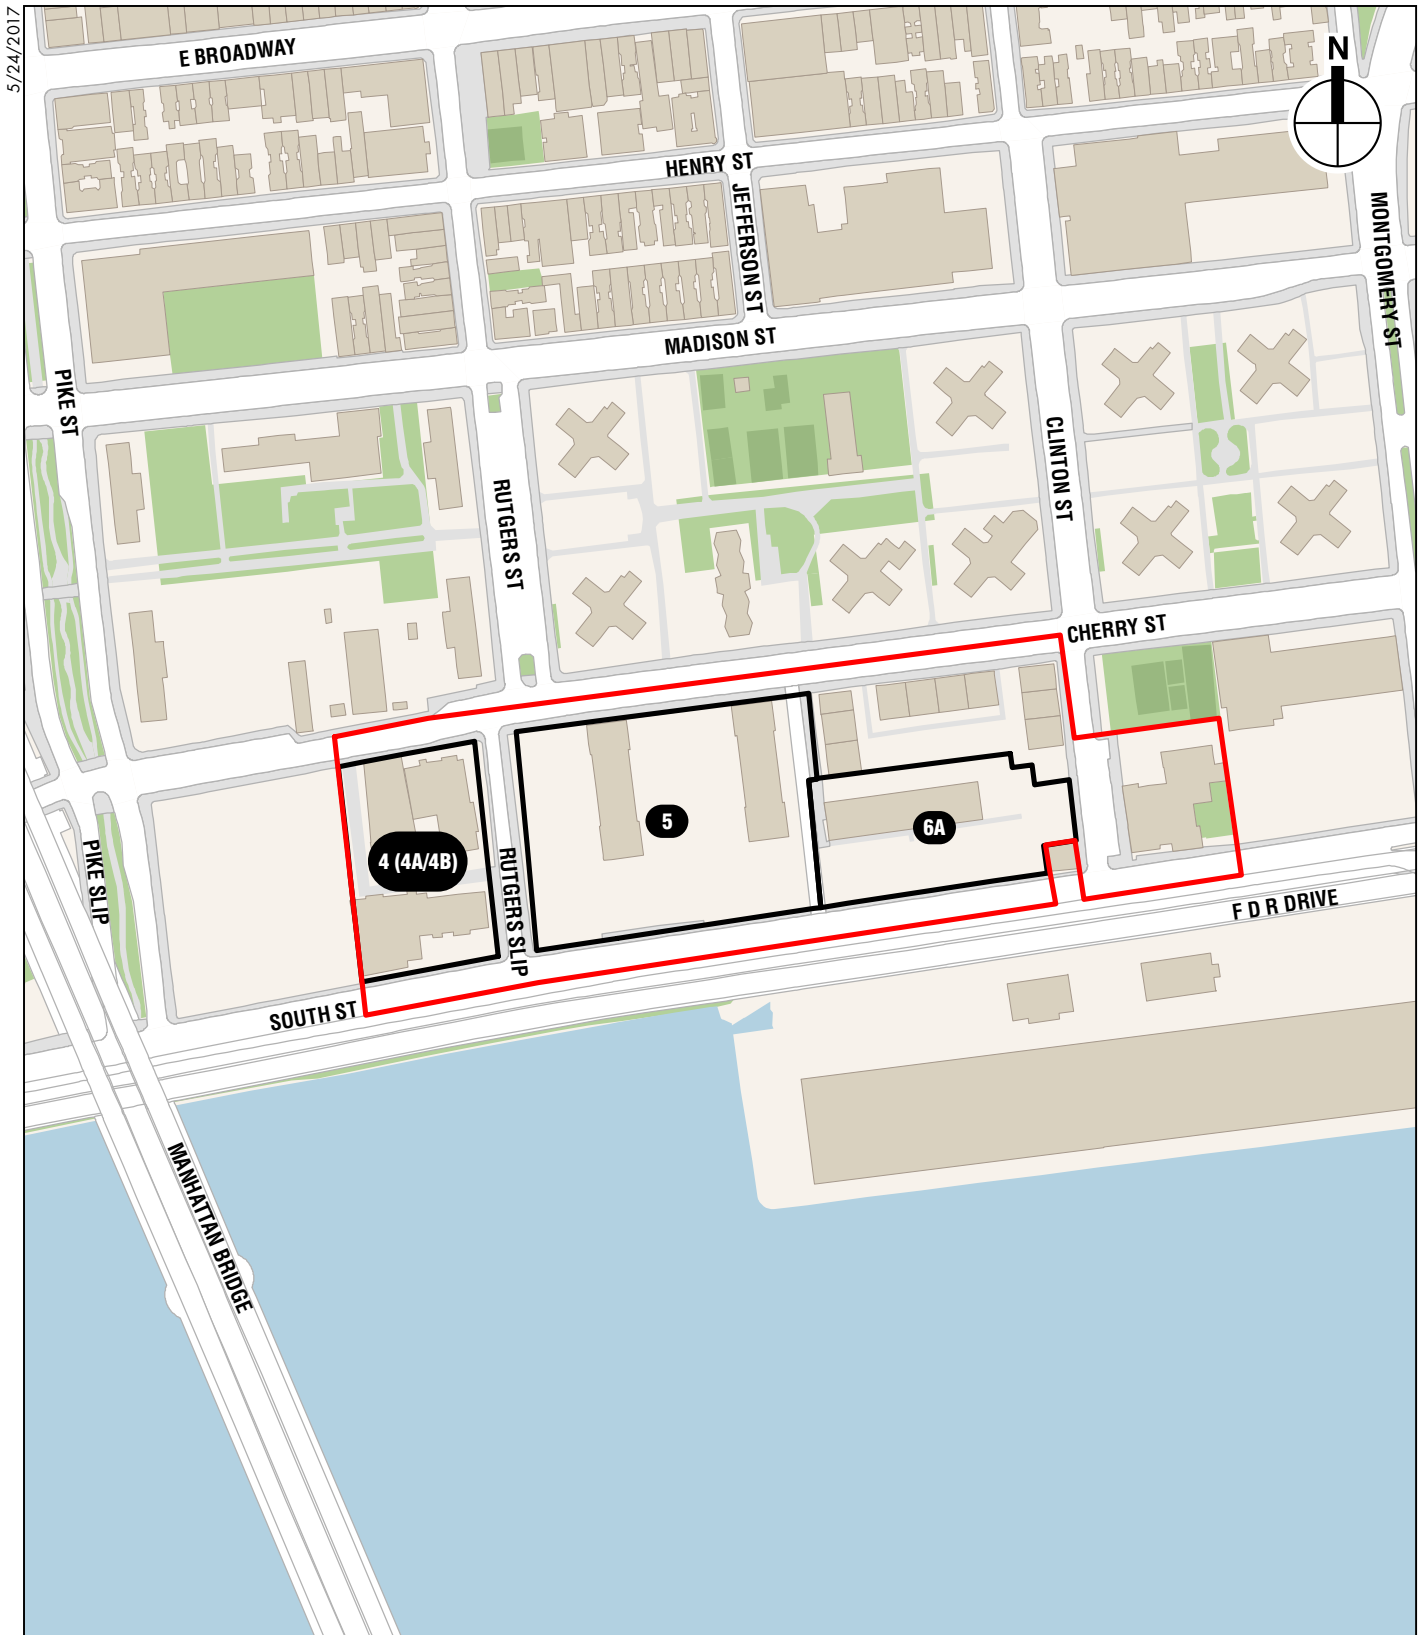 5/24/2017
E BROADWAY
N
HENRY ST
JEFFERSON ST
MONTGOMERY ST
MADISON ST
PIKE ST
CLINTON ST
RUTGERS ST
CHERRY ST
5
6A
4 (4A/4B)
PIKE SLIP
RUTGERS SLIP
F D R DRIVE
SOUTH ST
MANHATTAN BRIDGE